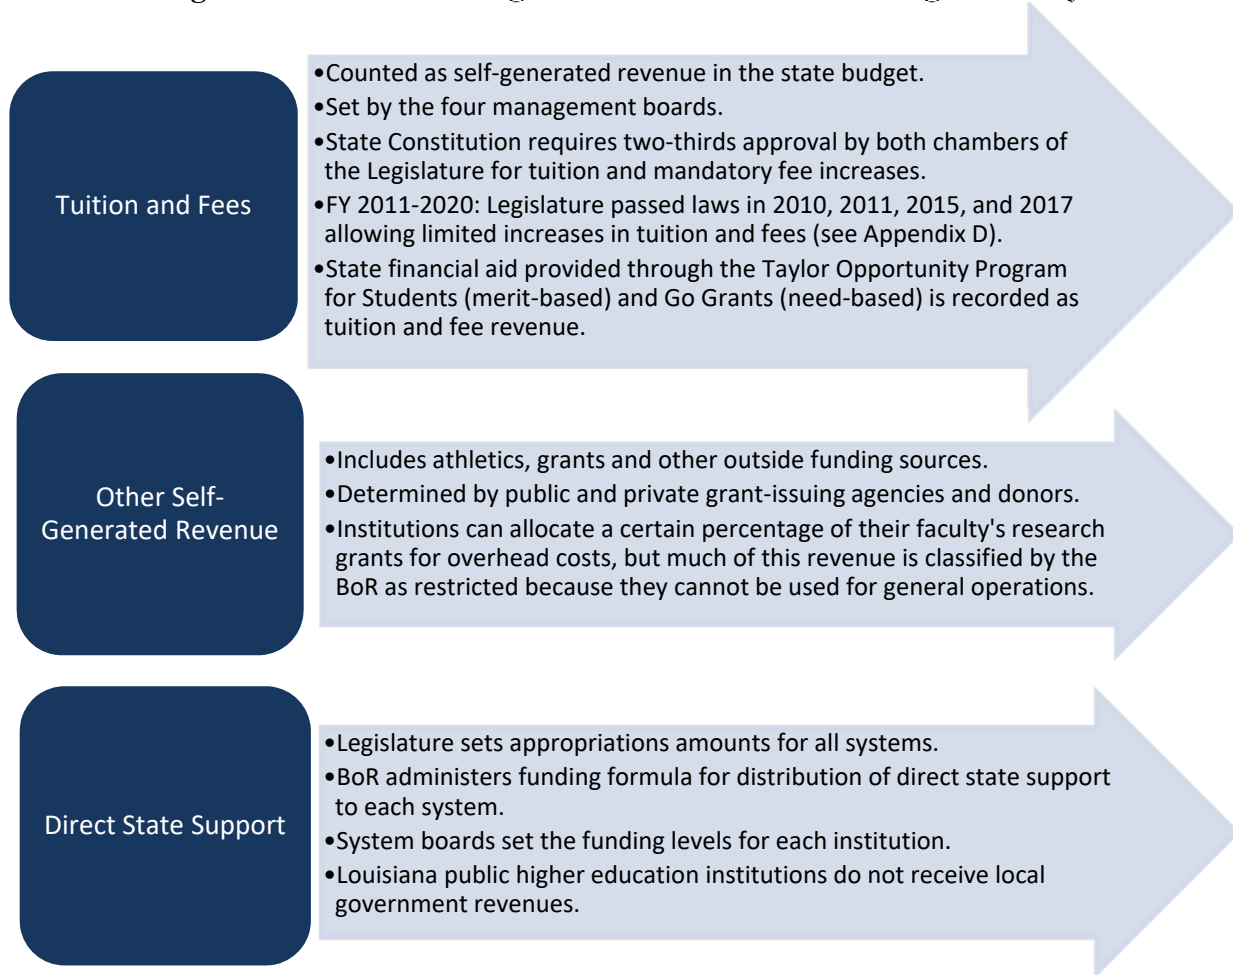 Tuition and Fees
•Counted as self-generated revenue in the state budget.
•Set by the four management boards.
•State Constitution requires two-thirds approval by both chambers of
the Legislature for tuition and mandatory fee increases.
•FY 2011-2020: Legislature passed laws in 2010, 2011, 2015, and 2017
allowing limited increases in tuition and fees (see Appendix D).
•State financial aid provided through the Taylor Opportunity Program
for Students (merit-based) and Go Grants (need-based) is recorded as
tuition and fee revenue.
Other Self-
Generated Revenue
•Includes athletics, grants and other outside funding sources.
•Determined by public and private grant-issuing agencies and donors.
•Institutions can allocate a certain percentage of their faculty's research
grants for overhead costs, but much of this revenue is classified by the
BoR as restricted because they cannot be used for general operations.
Direct State Support
•Legislature sets appropriations amounts for all systems.
•BoR administers funding formula for distribution of direct state support
to each system.
•System boards set the funding levels for each institution.
•Louisiana public higher education institutions do not receive local
government revenues.